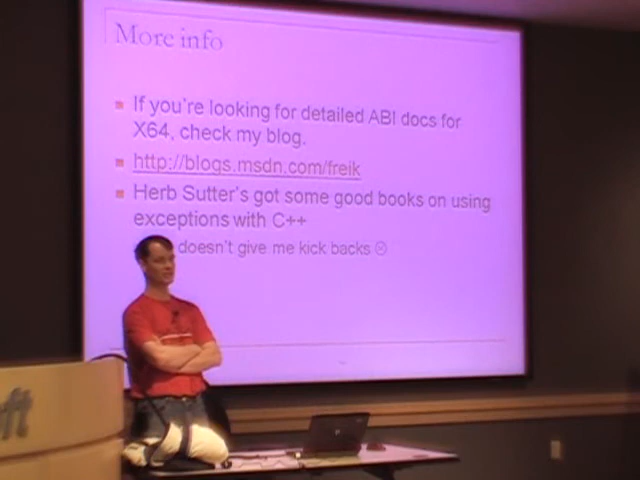 More info
If you're looking for detailed ABI docs for
X64, check my blog.
http://blogs.msdn.com/freik
Herb Sutter's got some good books on using
exceptions with C++
doesn't give me kick backs ☹
ft